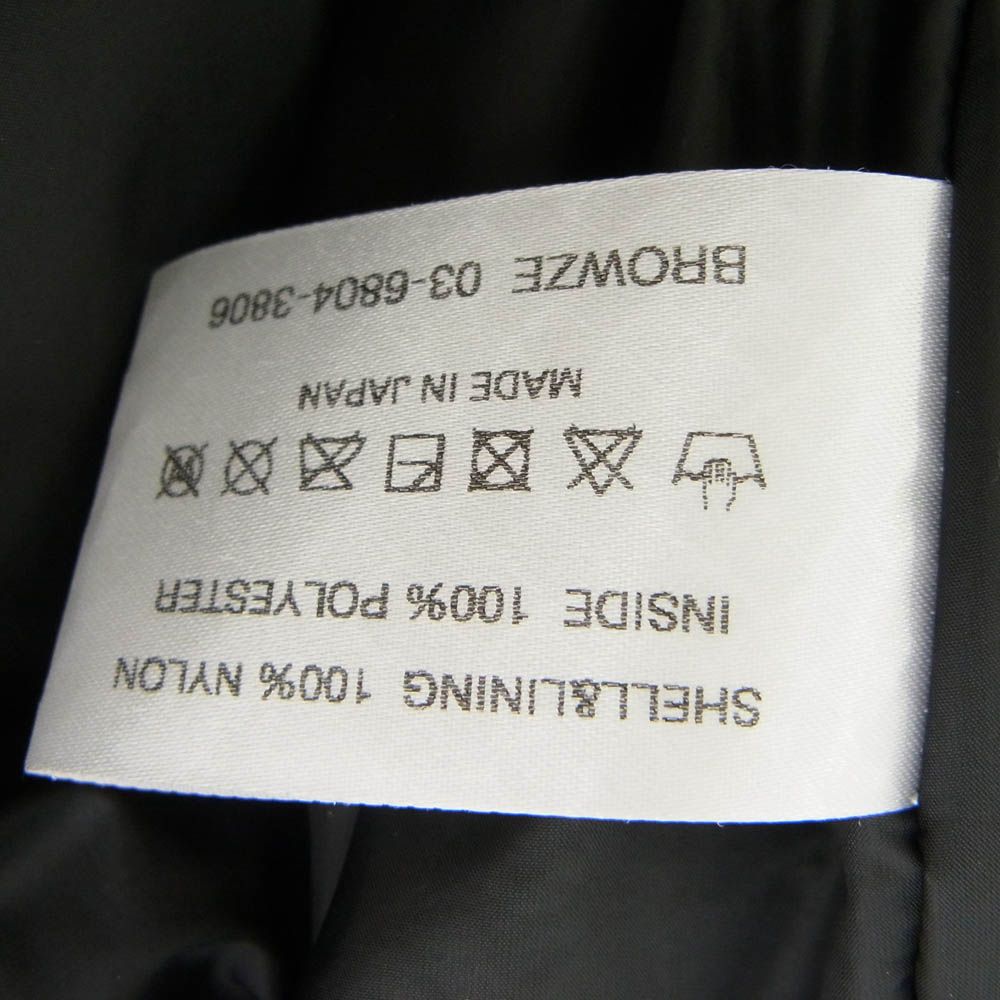 SHELL&LINING 100% NYLON
INSIDE 100% POLYESTER
MADE IN JAPAN
BROWZE 03-6804-3806